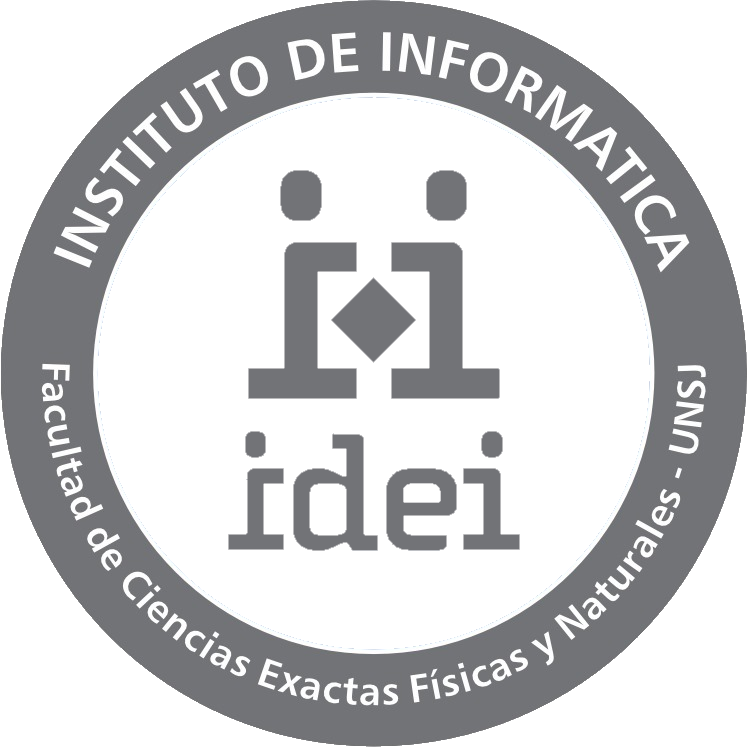 INSTITUTO DE INFORMATICA
idei
Facultad de Ciencias Exactas Físicas y Naturales - UNSJ